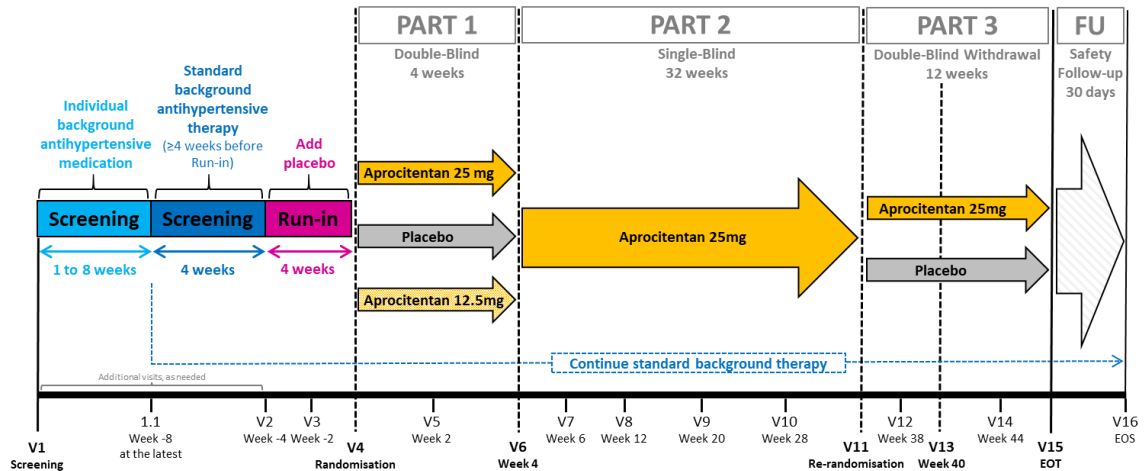 PART 1
PART 2
PART 3
FU
Double-Blind
4 weeks
Single-Blind
32 weeks
Double-Blind Withdrawal
12 weeks
Safety
Follow-up
30 days
Individual
background
antihypertensive
medication
Standard
background
antihypertensive
therapy
(≥4 weeks before
Run-in)
Add
placebo
Screening
Screening
Run-in
1 to 8 weeks
4 weeks
4 weeks
Aprocitentan 25 mg
Placebo
Aprocitentan 12.5mg
Aprocitentan 25mg
Aprocitentan 25mg
Placebo
Continue standard background therapy
Additional visits, as needed
V1
Screening
1.1
Week -8
at the latest
V2
Week -4
V3
Week -2
V4
Randomisation
V5
Week 2
V6
Week 4
V7
Week 6
V8
Week 12
V9
Week 20
V10
Week 28
V11
Re-randomisation
V12
Week 38
V13
Week 40
V14
Week 44
V15
EOT
V16
EOS